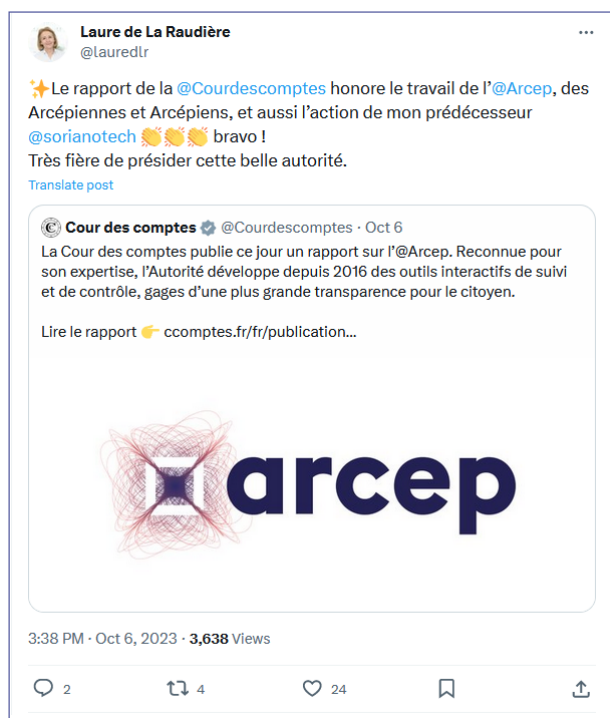 Laure de La Raudière
@lauredlr
✨Le rapport de la @Courdescomptes honore le travail de l’@Arcep, des
Arcépiennes et Arcépiens, et aussi l’action de mon prédécesseur
@sorianotech 👏👏👏 bravo !
Très fière de présider cette belle autorité.
Translate post
Cour des comptes @Courdescomptes · Oct 6
La Cour des comptes publie ce jour un rapport sur l’@Arcep. Reconnue pour
son expertise, l’Autorité développe depuis 2016 des outils interactifs de suivi
et de contrôle, gages d’une plus grande transparence pour le citoyen.
Lire le rapport 👉 ccomptes.fr/fr/publication…
arcep
3:38 PM · Oct 6, 2023 · 3,638 Views
2 4 24